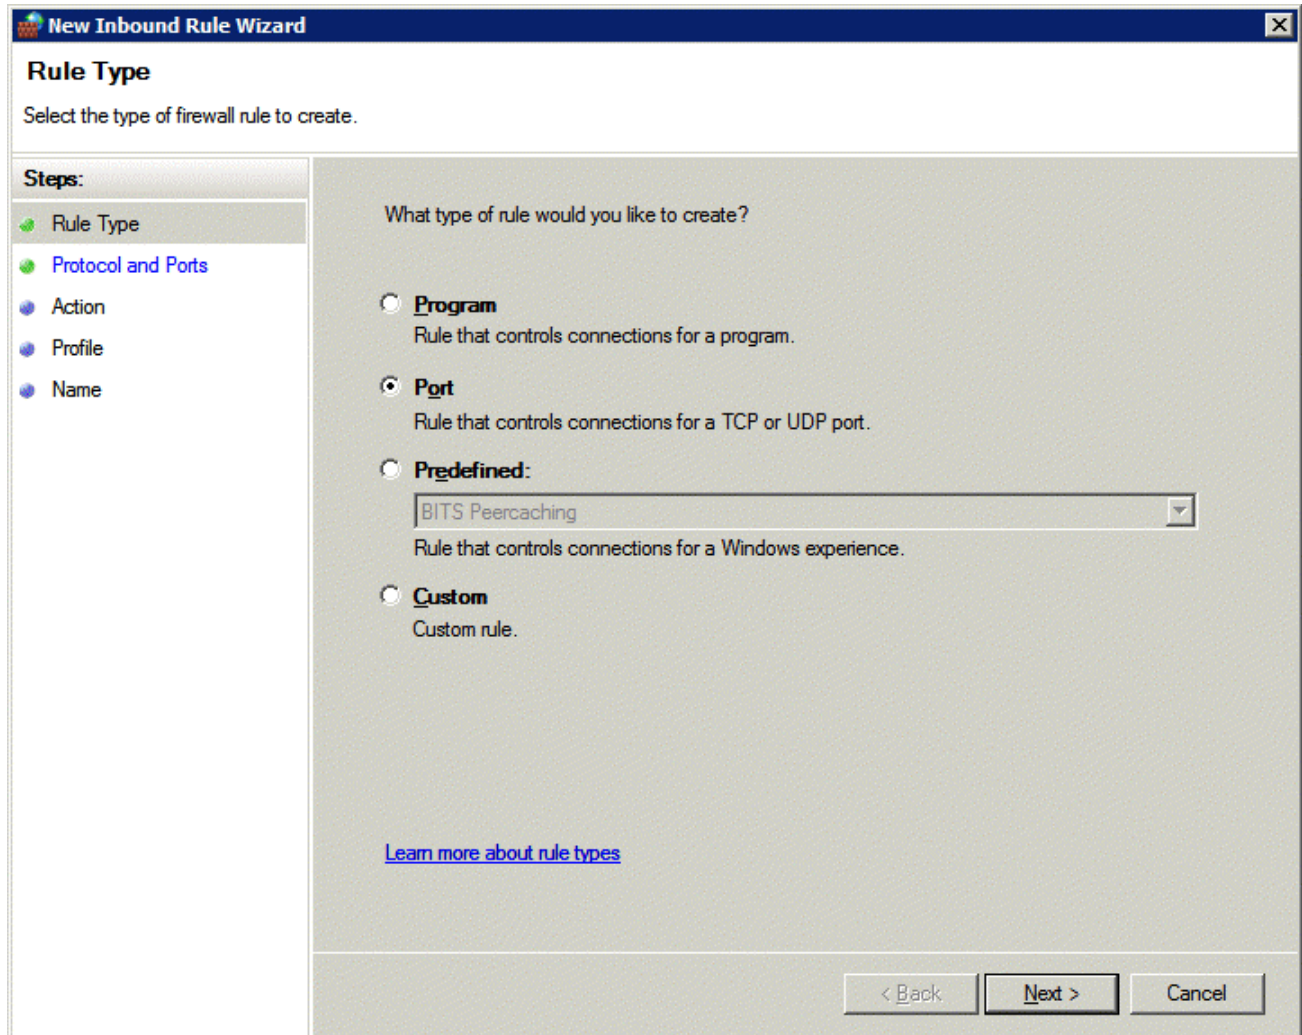 New Inbound Rule Wizard
Rule Type
Select the type of firewall rule to create.
Steps:
Rule Type
Protocol and Ports
Action
Profile
Name
What type of rule would you like to create?
Program
Rule that controls connections for a program.
Port
Rule that controls connections for a TCP or UDP port.
Predefined:
BITS Peercaching
Rule that controls connections for a Windows experience.
Custom
Custom rule.
Learn more about rule types
< Back
Next >
Cancel